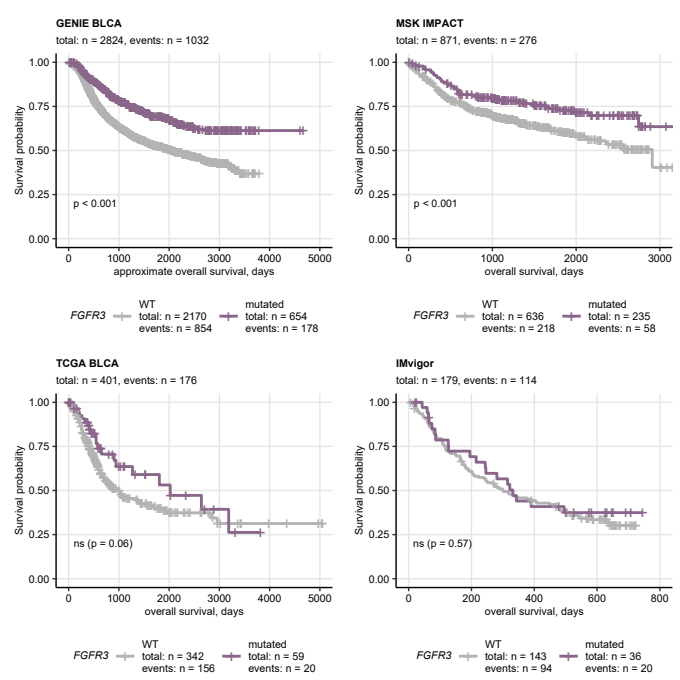 GENIE BLCA
total: n = 2824, events: n = 1032
1.00
0.75
0.50
0.25
0.00
Survival probability
p < 0.001
0 1000 2000 3000 4000 5000
approximate overall survival, days
FGFR3
WT
total: n = 2170
events: n = 854
mutated
total: n = 654
events: n = 178
MSK IMPACT
total: n = 871, events: n = 276
1.00
0.75
0.50
0.25
0.00
Survival probability
p < 0.001
0 1000 2000 3000
overall survival, days
FGFR3
WT
total: n = 636
events: n = 218
mutated
total: n = 235
events: n = 58
TCGA BLCA
total: n = 401, events: n = 176
1.00
0.75
0.50
0.25
0.00
Survival probability
ns (p = 0.06)
0 1000 2000 3000 4000 5000
overall survival, days
FGFR3
WT
total: n = 342
events: n = 156
mutated
total: n = 59
events: n = 20
IMvigor
total: n = 179, events: n = 114
1.00
0.75
0.50
0.25
0.00
Survival probability
ns (p = 0.57)
0 200 400 600 800
overall survival, days
FGFR3
WT
total: n = 143
events: n = 94
mutated
total: n = 36
events: n = 20